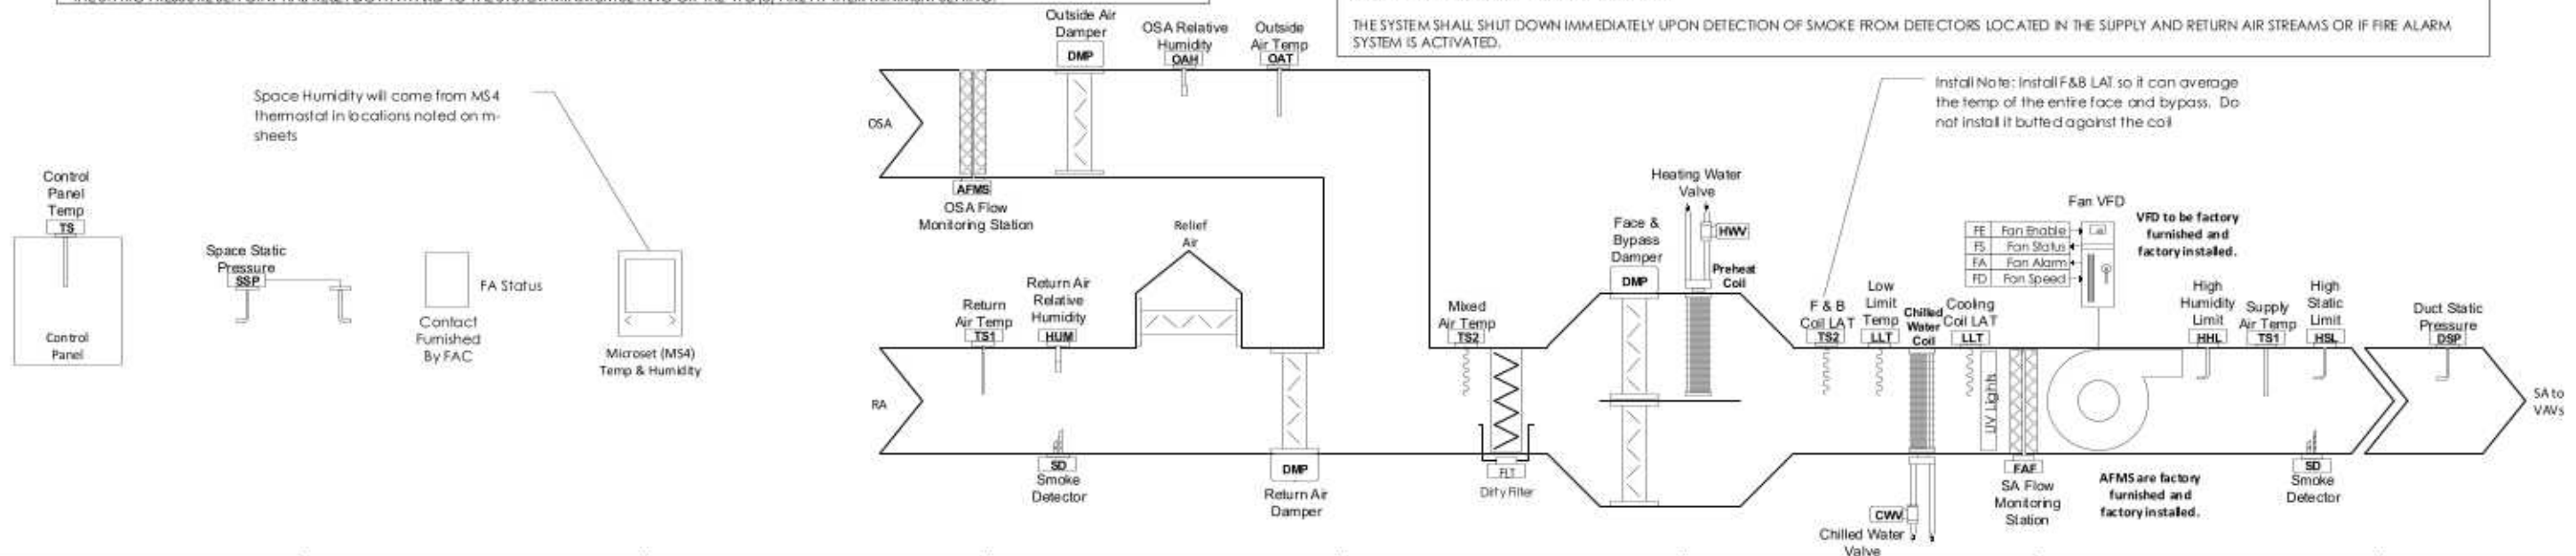 THE SYSTEM SHALL SHUT DOWN IMMEDIATELY UPON DETECTION OF SMOKE FROM DETECTORS LOCATED IN THE SUPPLY AND RETURN AIR STREAMS OR IF FIRE ALARM
SYSTEM IS ACTIVATED.
Space Humidity will come from MS4
thermostat in locations noted on m-
sheets
Control
Panel
Temp
TS
Control
Panel
Space Static
Pressure
SSP
FA Status
Contact
Furnished
By FAC
Microset (MS4)
Temp & Humidity
Outside Air
Damper
DMP
OSA Relative
Humidity
OAH
Outside
Air Temp
OAT
OSA
AFMS
OSA Flow
Monitoring Station
Relief
Air
Return
Air Temp
TS1
Return Air
Relative
Humidity
HUM
RA
SD
Smoke
Detector
DMP
Return Air
Damper
Mixed
Air Temp
TS2
FLT
Dirty Filter
Face &
Bypass
Damper
DMP
Heating Water
Valve
HWV
Preheat
Coil
Install Note: Install F&B LAT so it can average
the temp of the entire face and bypass. Do
not install it butted against the coil
F & B
Coil LAT
TS2
Low
Limit
Temp
LLT
Chilled
Water
Coil
Cooling
Coil LAT
LLT
UV Lights
CWV
Chilled Water
Valve
FAF
SA Flow
Monitoring
Station
Fan VFD
FE Fan Enable
FS Fan Status
FA Fan Alarm
FD Fan Speed
VFD to be factory
furnished and
factory installed.
AFMS are factory
furnished and
factory installed.
High
Humidity
Limit
HHL
Supply
Air Temp
TS1
High
Static
Limit
HSL
SD
Smoke
Detector
Duct Static
Pressure
DSP
SA to
VAVs